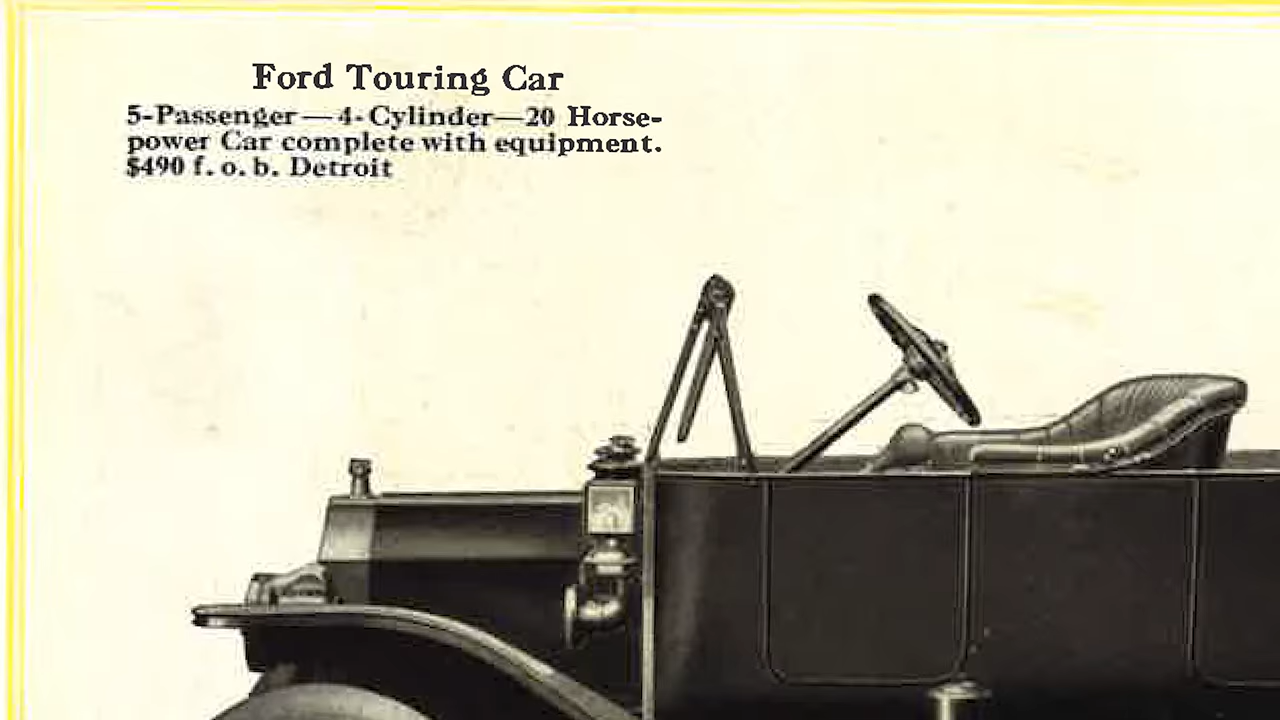 Ford Touring Car
5-Passenger — 4-Cylinder—20 Horse-
power Car complete with equipment.
$490 f. o. b. Detroit